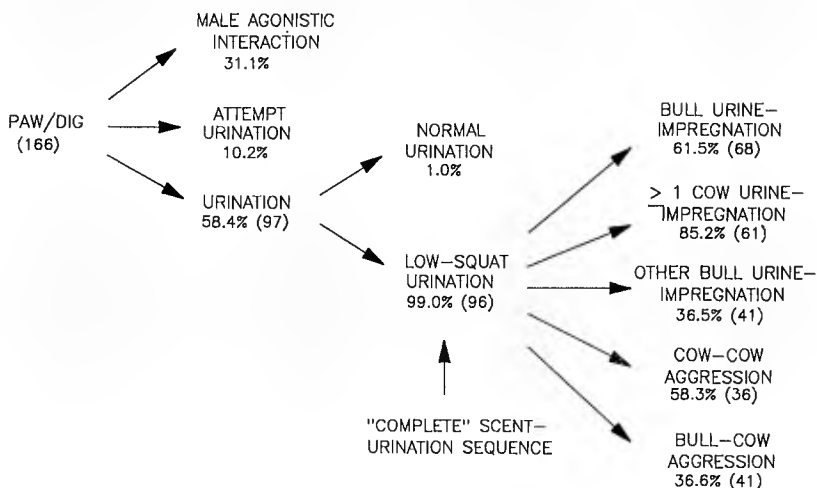 MALE AGONISTIC
INTERACTION
31.1%
PAW/DIG
(166)
ATTEMPT
URINATION
10.2%
URINATION
58.4% (97)
NORMAL
URINATION
1.0%
LOW–SQUAT
URINATION
99.0% (96)
"COMPLETE" SCENT–
URINATION SEQUENCE
BULL URINE–
IMPREGNATION
61.5% (68)
≥ 1 COW URINE–
IMPREGNATION
85.2% (61)
OTHER BULL URINE–
IMPREGNATION
36.5% (41)
COW–COW
AGGRESSION
58.3% (36)
BULL–COW
AGGRESSION
36.6% (41)